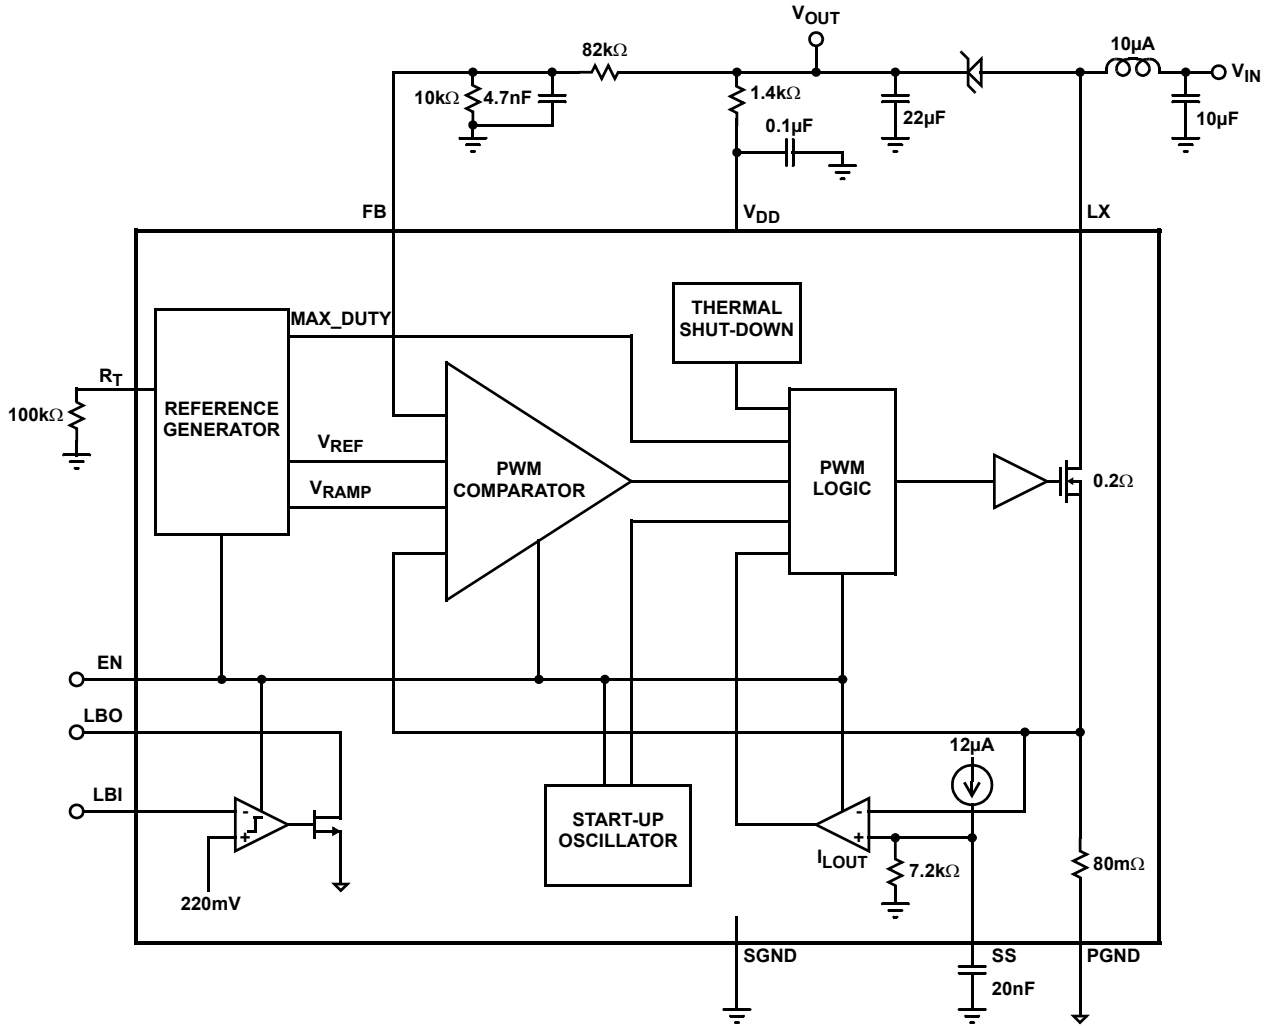 VOUT
82kΩ
10µA
VIN
10kΩ
4.7nF
1.4kΩ
0.1µF
22µF
10µF
FB
VDD
LX
THERMAL
SHUT-DOWN
MAX_DUTY
RT
100kΩ
REFERENCE
GENERATOR
VREF
VRAMP
PWM
COMPARATOR
PWM
LOGIC
0.2Ω
EN
LBO
LBI
-
+
220mV
START-UP
OSCILLATOR
12µA
-
+
ILOUT
7.2kΩ
80mΩ
SGND
SS
PGND
20nF